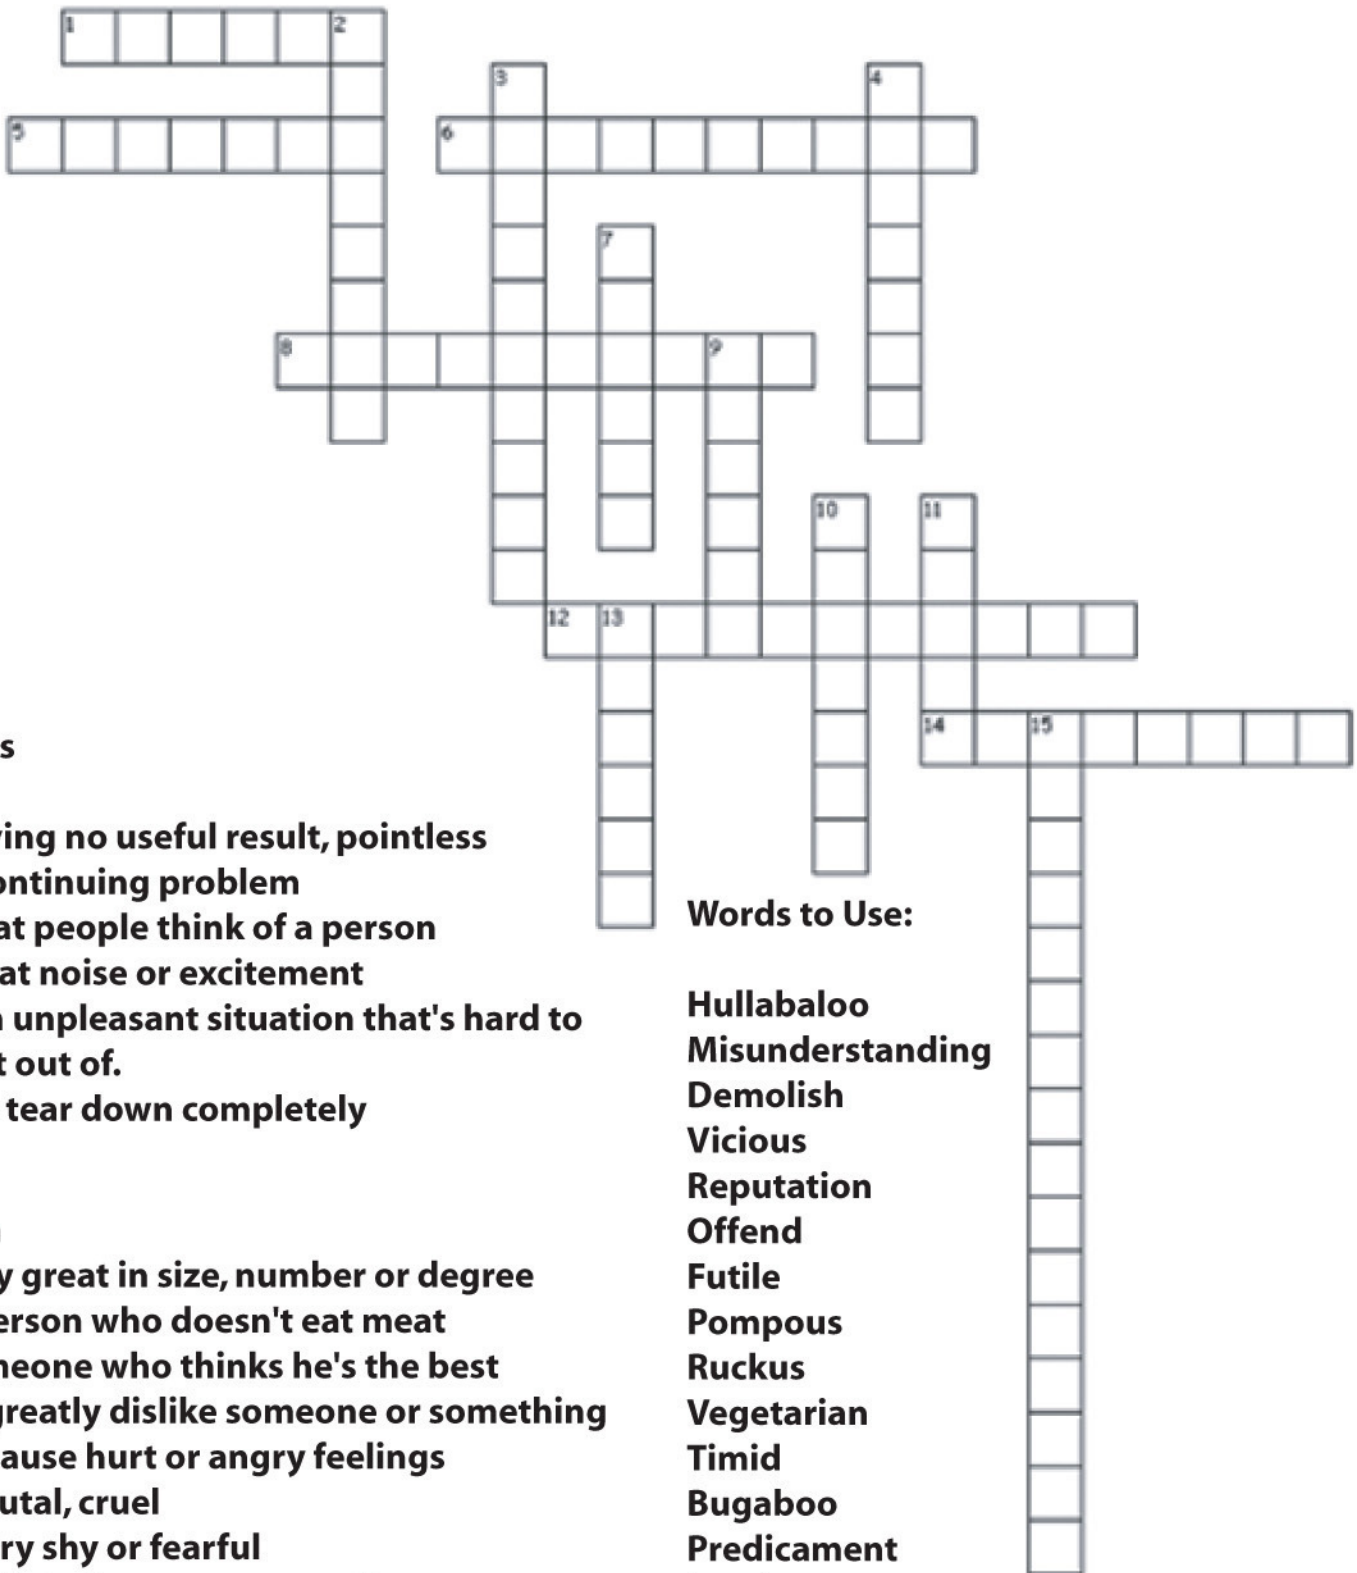 1 2
3 4
5 6
7
8 9
10 11
12 13
14 15
s
ing no useful result, pointless
ontinuing problem
at people think of a person
at noise or excitement
unpleasant situation that's hard to
t out of.
tear down completely
y great in size, number or degree
erson who doesn't eat meat
meone who thinks he's the best
greatly dislike someone or something
ause hurt or angry feelings
utal, cruel
ry shy or fearful
Words to Use:
Hullabaloo
Misunderstanding
Demolish
Vicious
Reputation
Offend
Futile
Pompous
Ruckus
Vegetarian
Timid
Bugaboo
Predicament